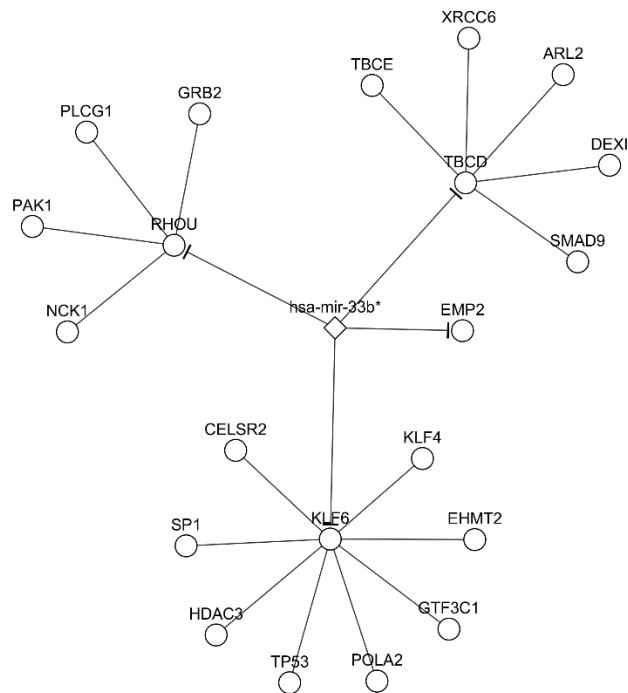 XRCC6
TBCE
ARL2
GRB2
PLCG1
DEXI
TBCD
PAK1
RHOU
SMAD9
NCK1
hsa-mir-33b*
EMP2
CELSR2
KLF4
SP1
KLF6
EHMT2
HDAC3
GTF3C1
TP53
POLA2